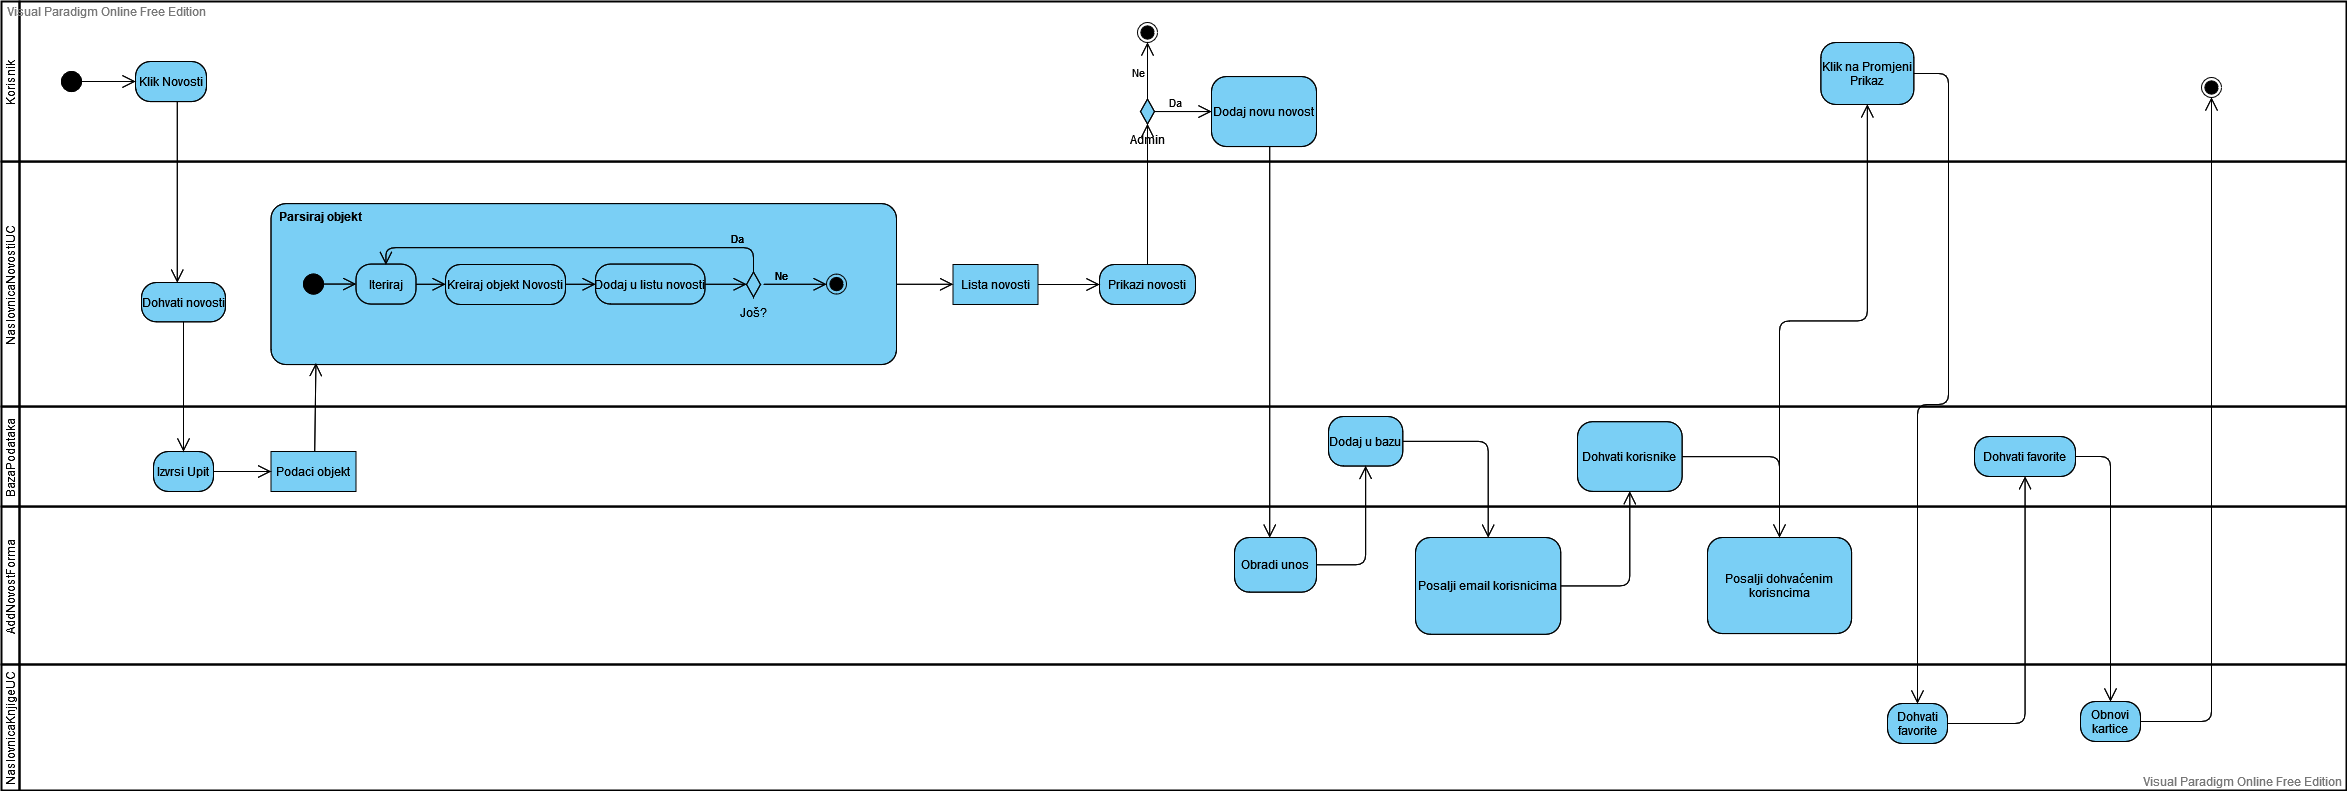 Visual Paradigm Online Free Edition
Korisnik
Klik Novosti
Ne
Da
Admin
Dodaj novu novost
Klik na Promjeni
Prikaz
NaslovnicaNovostiUC
Dohvati novosti
Parsiraj objekt
Da
Iteriraj
Kreiraj objekt Novosti
Dodaj u listu novosti
Ne
Još?
Lista novosti
Prikazi novosti
BazaPodataka
Izvrsi Upit
Podaci objekt
Dodaj u bazu
Dohvati korisnike
Dohvati favorite
AddNovostForma
Obradi unos
Posalji email korisnicima
Posalji dohvaćenim
korisncima
NaslovnicaKnjigeUC
Dohvati
favorite
Obnovi
kartice
Visual Paradigm Online Free Edition